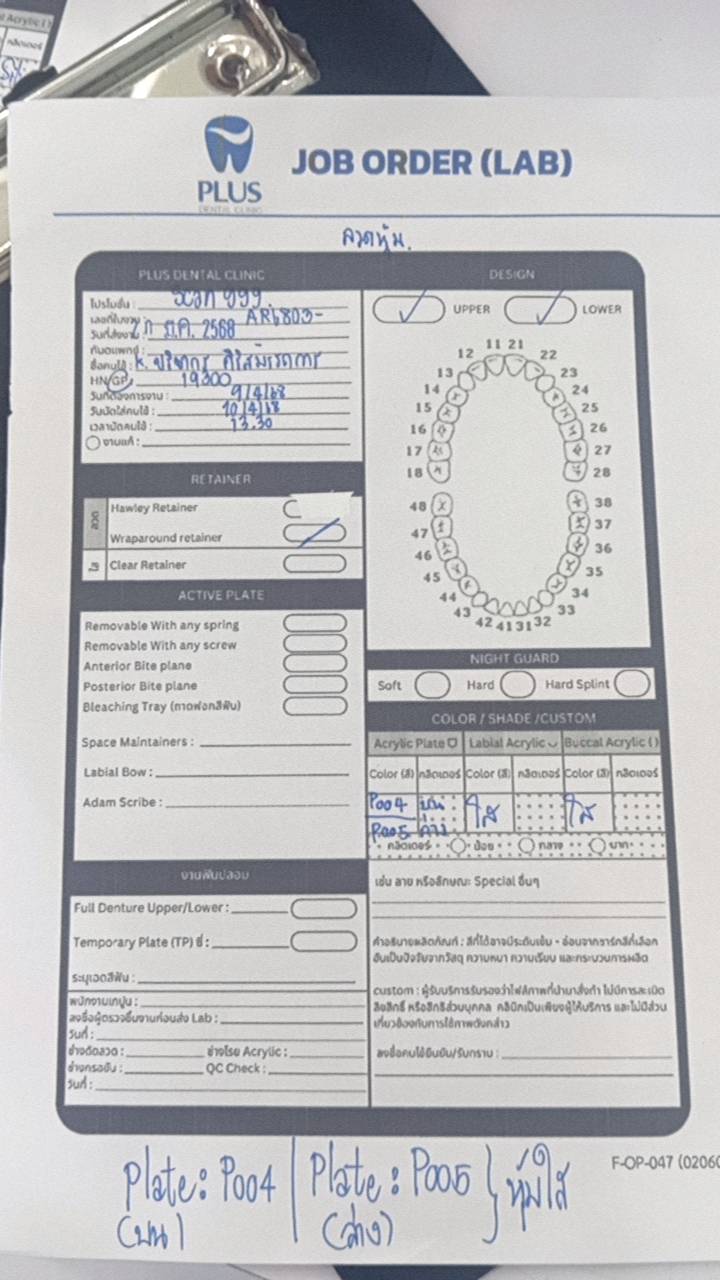 l Acrylic ( )
กลิตเตอร์
PLUS
DENTAL CLINIC
JOB ORDER (LAB)
ลวดหุ้ม.
PLUS DENTAL CLINIC
โปรโมชั่น : 999.
เลขที่ใบงาน : AR6803-
วันที่ส่งงาน : 2568
ทันตแพทย์ :
ชื่อคนไข้ : K.
HN/GP : 19300
วันที่ต้องการงาน : 9/4/68
วันนัดใส่คนไข้ : 10/4/68
เวลานัดคนไข้ : 13.30
งานแก้ :
RETAINER
ลวด
Hawley Retainer
Wraparound retainer
ใส
Clear Retainer
ACTIVE PLATE
Removable With any spring
Removable With any screw
Anterior Bite plane
Posterior Bite plane
Bleaching Tray (ถาดฟอกสีฟัน)
Space Maintainers :
Labial Bow :
Adam Scribe :
งานฟันปลอม
Full Denture Upper/Lower :
Temporary Plate (TP) ซี่ :
ระบุเฉดสีฟัน :
พนักงานเทปูน :
ลงชื่อผู้ตรวจชิ้นงานก่อนส่ง Lab :
วันที่ :
ช่างดัดลวด : ช่างโรย Acrylic :
ช่างกรอขัด : QC Check :
วันที่ :
DESIGN
UPPER LOWER
11 21
12 22
13 23
14 24
15 25
16 26
17 27
18 28
48 38
47 37
46 36
45 35
44 34
43 33
42 41 31 32
NIGHT GUARD
Soft Hard Hard Splint
COLOR / SHADE /CUSTOM
Acrylic Plate Labial Acrylic Buccal Acrylic ( )
Color (สี) กลิตเตอร์ Color (สี) กลิตเตอร์ Color (สี) กลิตเตอร์
P004 บน ใส ใส
P005 ล่าง
กลิตเตอร์ น้อย กลาง มาก
เช่น ลาย หรือลักษณะ Special อื่นๆ
คำอธิบายผลิตภัณฑ์ : สีที่ได้อาจมีระดับเข้ม - อ่อนจากชาร์ทสีที่เลือก
อันเป็นปัจจัยจากวัสดุ ความหนา ความเรียบ และกระบวนการผลิต
custom : ผู้รับบริการรับรองว่าไฟล์ภาพที่นำมาสั่งทำ ไม่มีการละเมิด
ลิขสิทธิ์ หรือสิทธิส่วนบุคคล คลินิกเป็นเพียงผู้ให้บริการ และไม่มีส่วน
เกี่ยวข้องกับการใช้ภาพดังกล่าว
ลงชื่อคนไข้ยืนยัน/รับทราบ :
F-OP-047 (0206
Plate : P004 | Plate : P005 } หุ้มใส
(บน) (ล่าง)